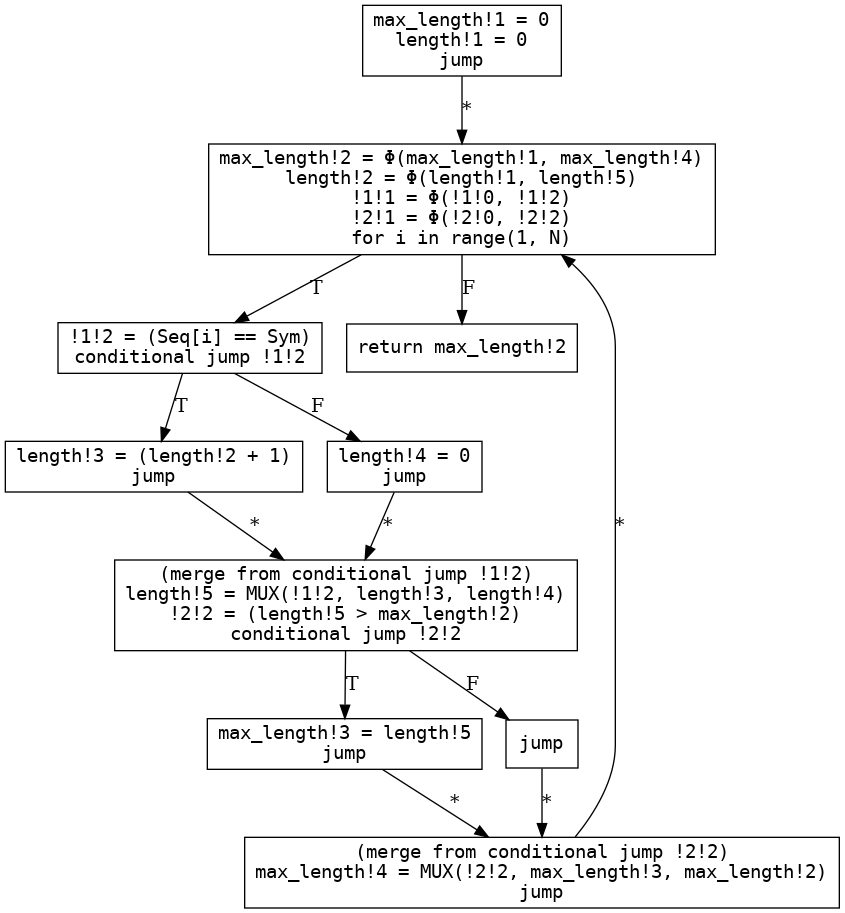 max_length!1 = 0
length!1 = 0
jump
*
max_length!2 = Φ(max_length!1, max_length!4)
length!2 = Φ(length!1, length!5)
!1!1 = Φ(!1!0, !1!2)
!2!1 = Φ(!2!0, !2!2)
for i in range(1, N)
T
F
!1!2 = (Seq[i] == Sym)
conditional jump !1!2
return max_length!2
T
F
length!3 = (length!2 + 1)
jump
length!4 = 0
jump
*
*
*
(merge from conditional jump !1!2)
length!5 = MUX(!1!2, length!3, length!4)
!2!2 = (length!5 > max_length!2)
conditional jump !2!2
T
F
max_length!3 = length!5
jump
jump
*
*
(merge from conditional jump !2!2)
max_length!4 = MUX(!2!2, max_length!3, max_length!2)
jump